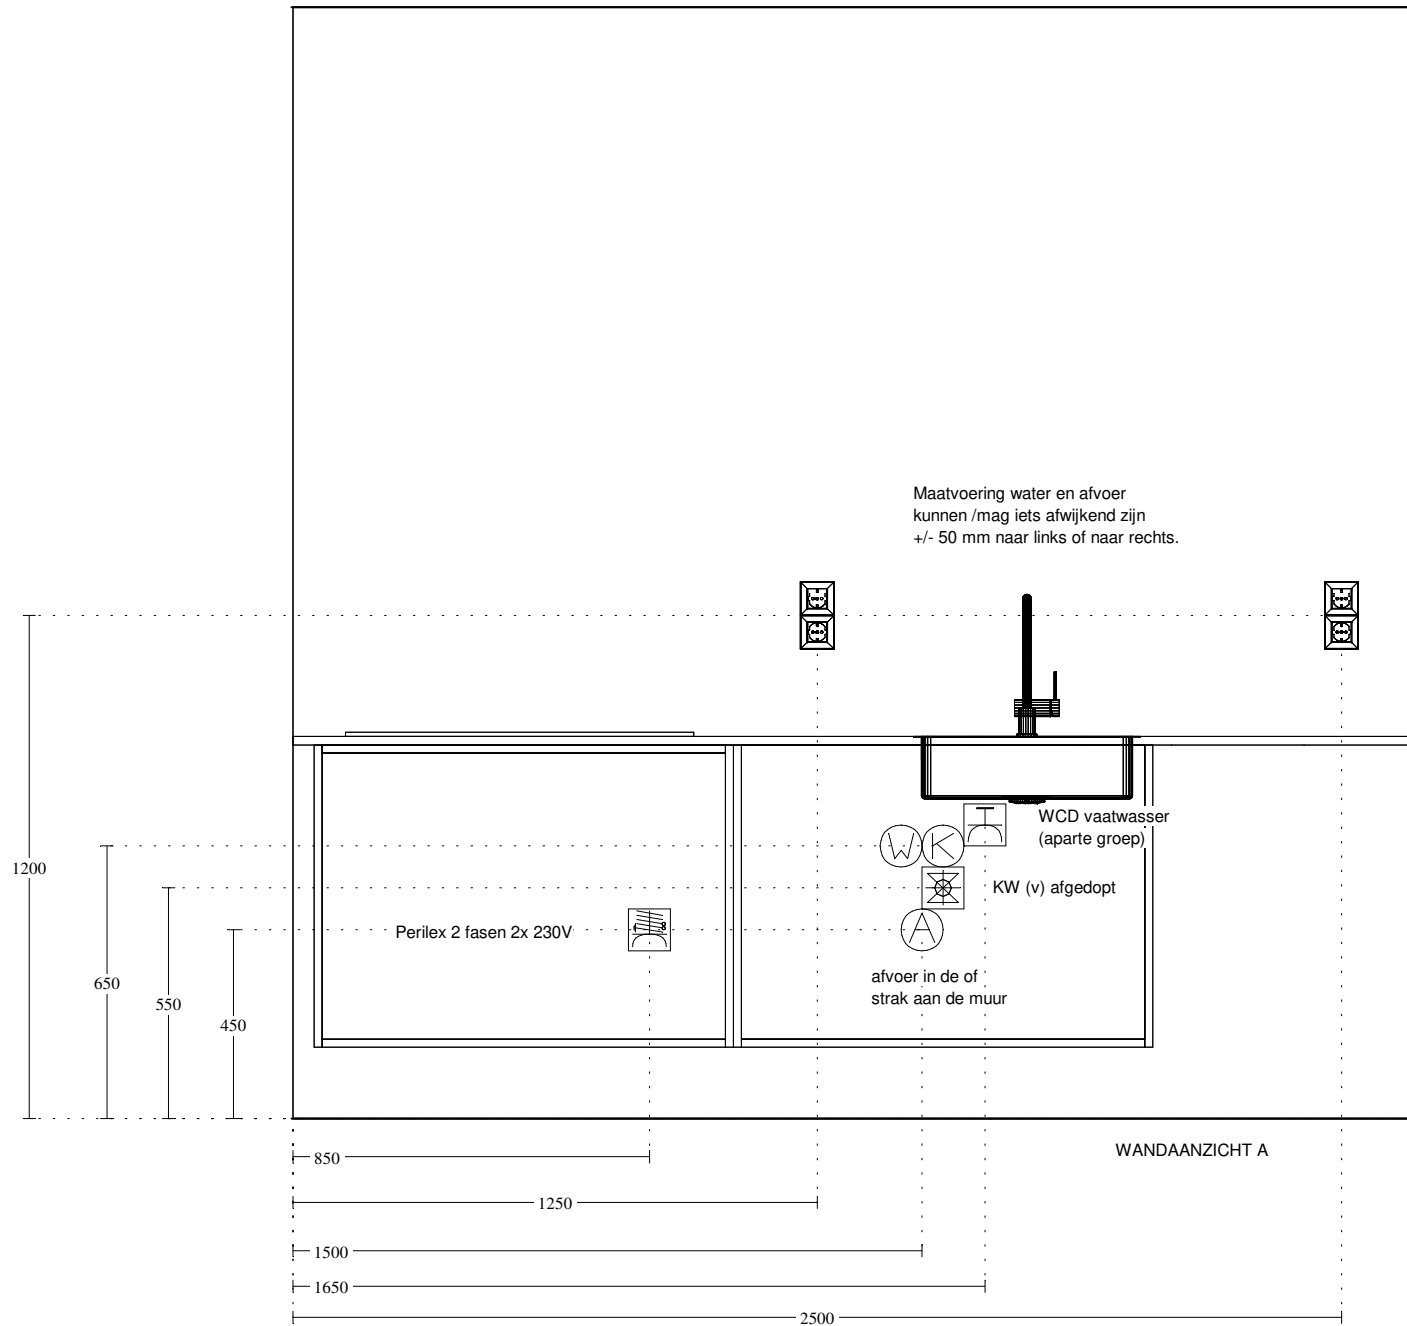 Maatvoering water en afvoer
kunnen /mag iets afwijkend zijn
+/- 50 mm naar links of naar rechts.
WCD vaatwasser
(aparte groep)
W K
1200
KW (v) afgedopt
A
Perilex 2 fasen 2x 230V
afvoer in de of
strak aan de muur
650
550
450
WANDAANZICHT A
850
1250
1500
1650
2500